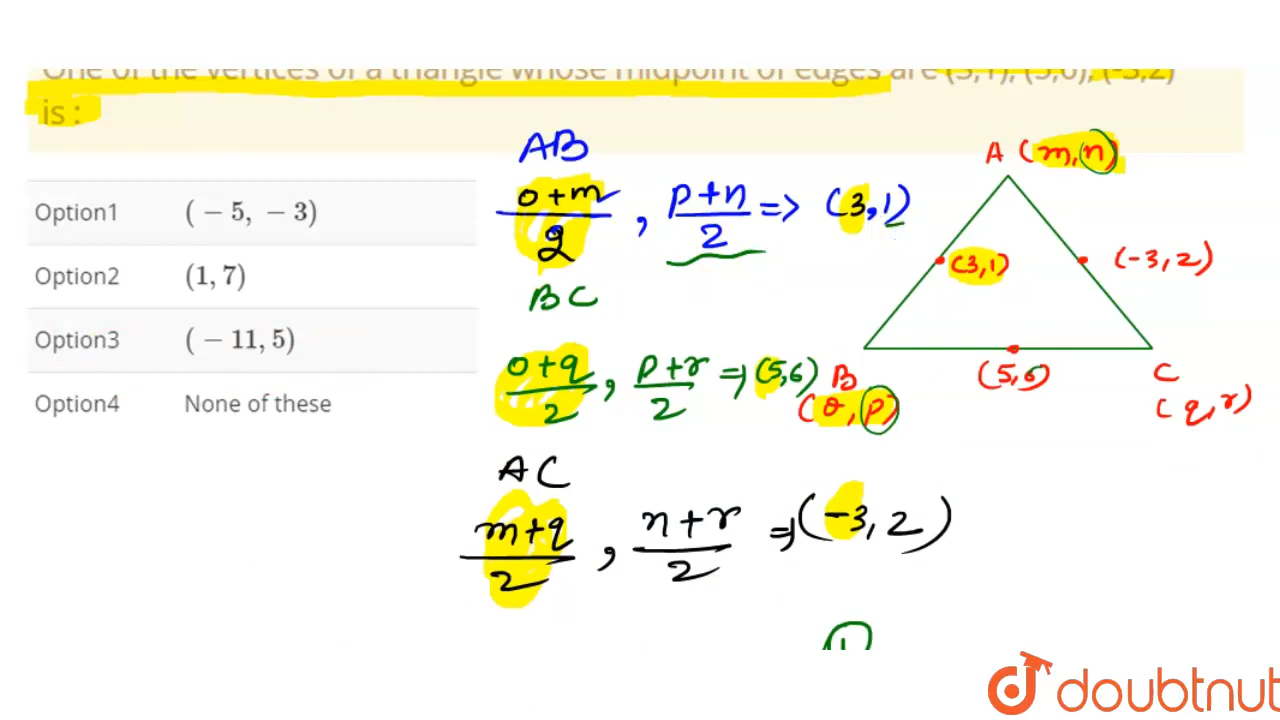 One of the vertices of a triangle whose midpoint of edges are (3,1), (5,6), (-3,2)
is :
Option1 (−5, −3)
Option2 (1, 7)
Option3 (−11, 5)
Option4 None of these
AB
o+m/2 , p+n/2 => (3,1)
BC
o+q/2 , p+r/2 => (5,6)
AC
m+q/2 , n+r/2 => (-3, 2)
1
A (m,n)
(3,1)
(-3,2)
B
(5,6)
C
(o,p)
(q,r)
doubtnut